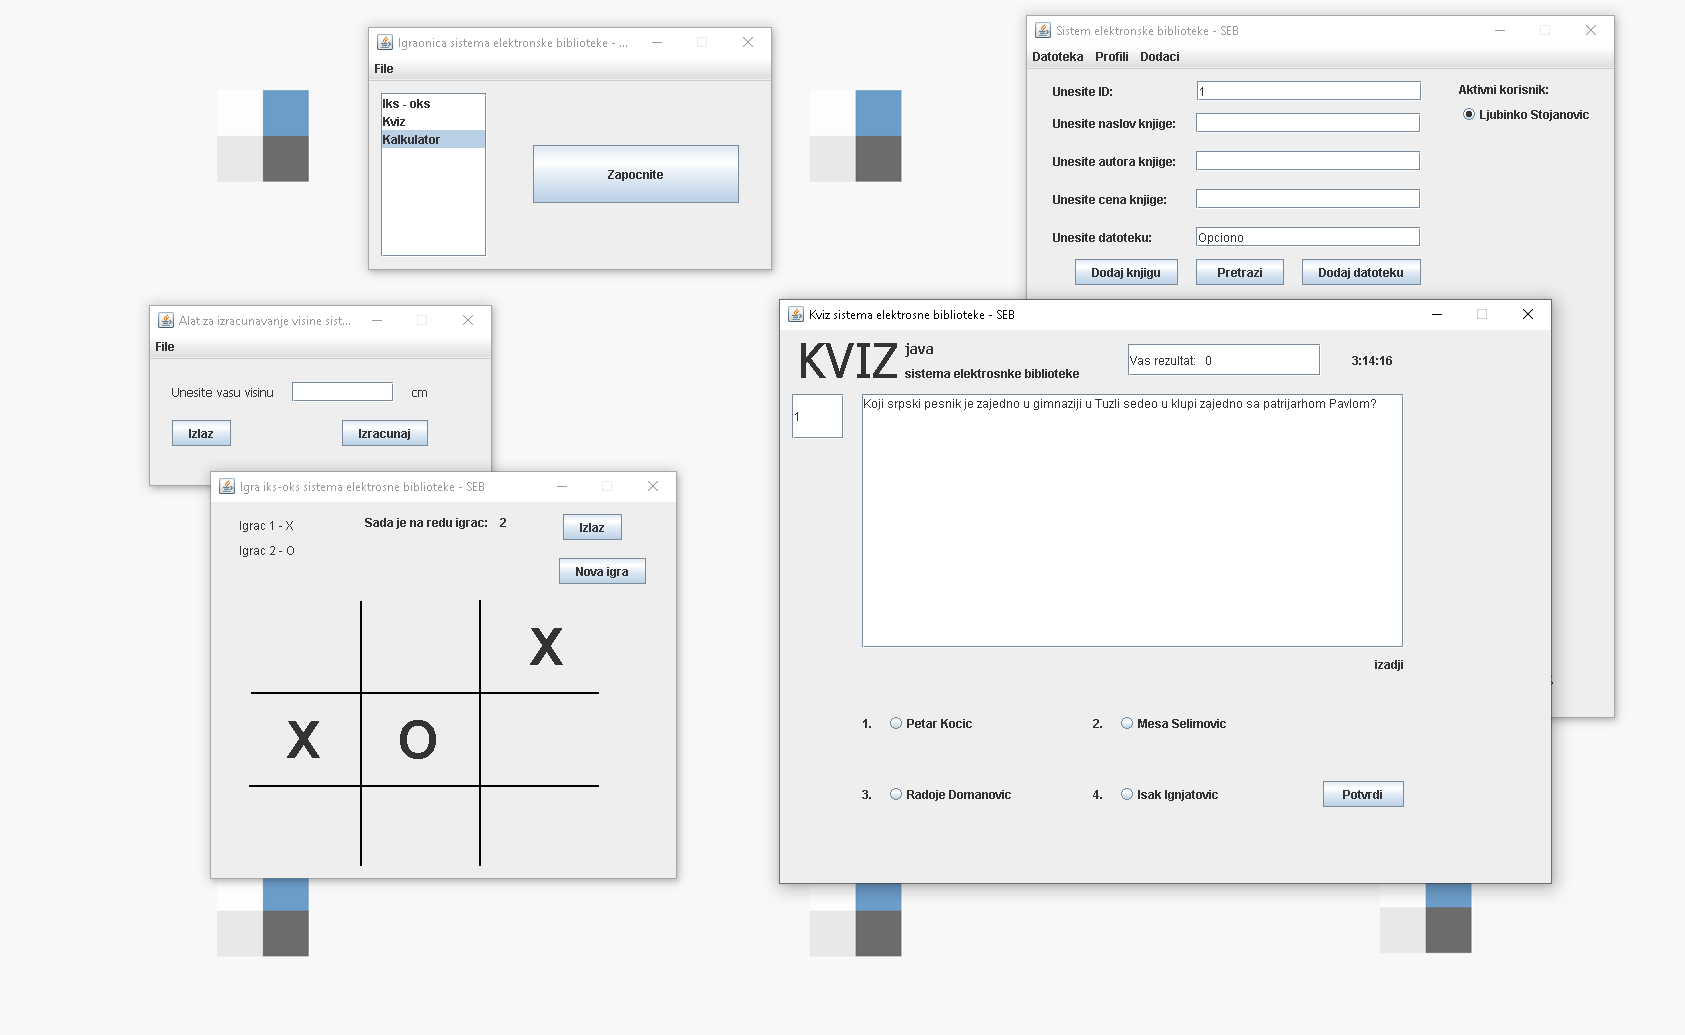 Igraonica sistema elektronske biblioteke - ...
File
Iks - oks
Kviz
Kalkulator
Zapocnite
Sistem elektronske biblioteke - SEB
Datoteka Profili Dodaci
Unesite ID: 1
Aktivni korisnik:
Ljubinko Stojanovic
Unesite naslov knjige:
Unesite autora knjige:
Unesite cena knjige:
Unesite datoteku: Opciono
Dodaj knjigu Pretrazi Dodaj datoteku
Alat za izracunavanje visine sist...
File
Unesite vasu visinu cm
Izlaz Izracunaj
Igra iks-oks sistema elektrosne biblioteke - SEB
Igrac 1 - X
Igrac 2 - O
Sada je na redu igrac: 2
Izlaz
Nova igra
X
X O
Kviz sistema elektrosne biblioteke - SEB
KVIZ java
sistema elektrosnke biblioteke
Vas rezultat: 0
3:14:16
1
Koji srpski pesnik je zajedno u gimnaziji u Tuzli sedeo u klupi zajedno sa patrijarhom Pavlom?
izadji
1. Petar Kocic 2. Mesa Selimovic
3. Radoje Domanovic 4. Isak Ignjatovic
Potvrdi